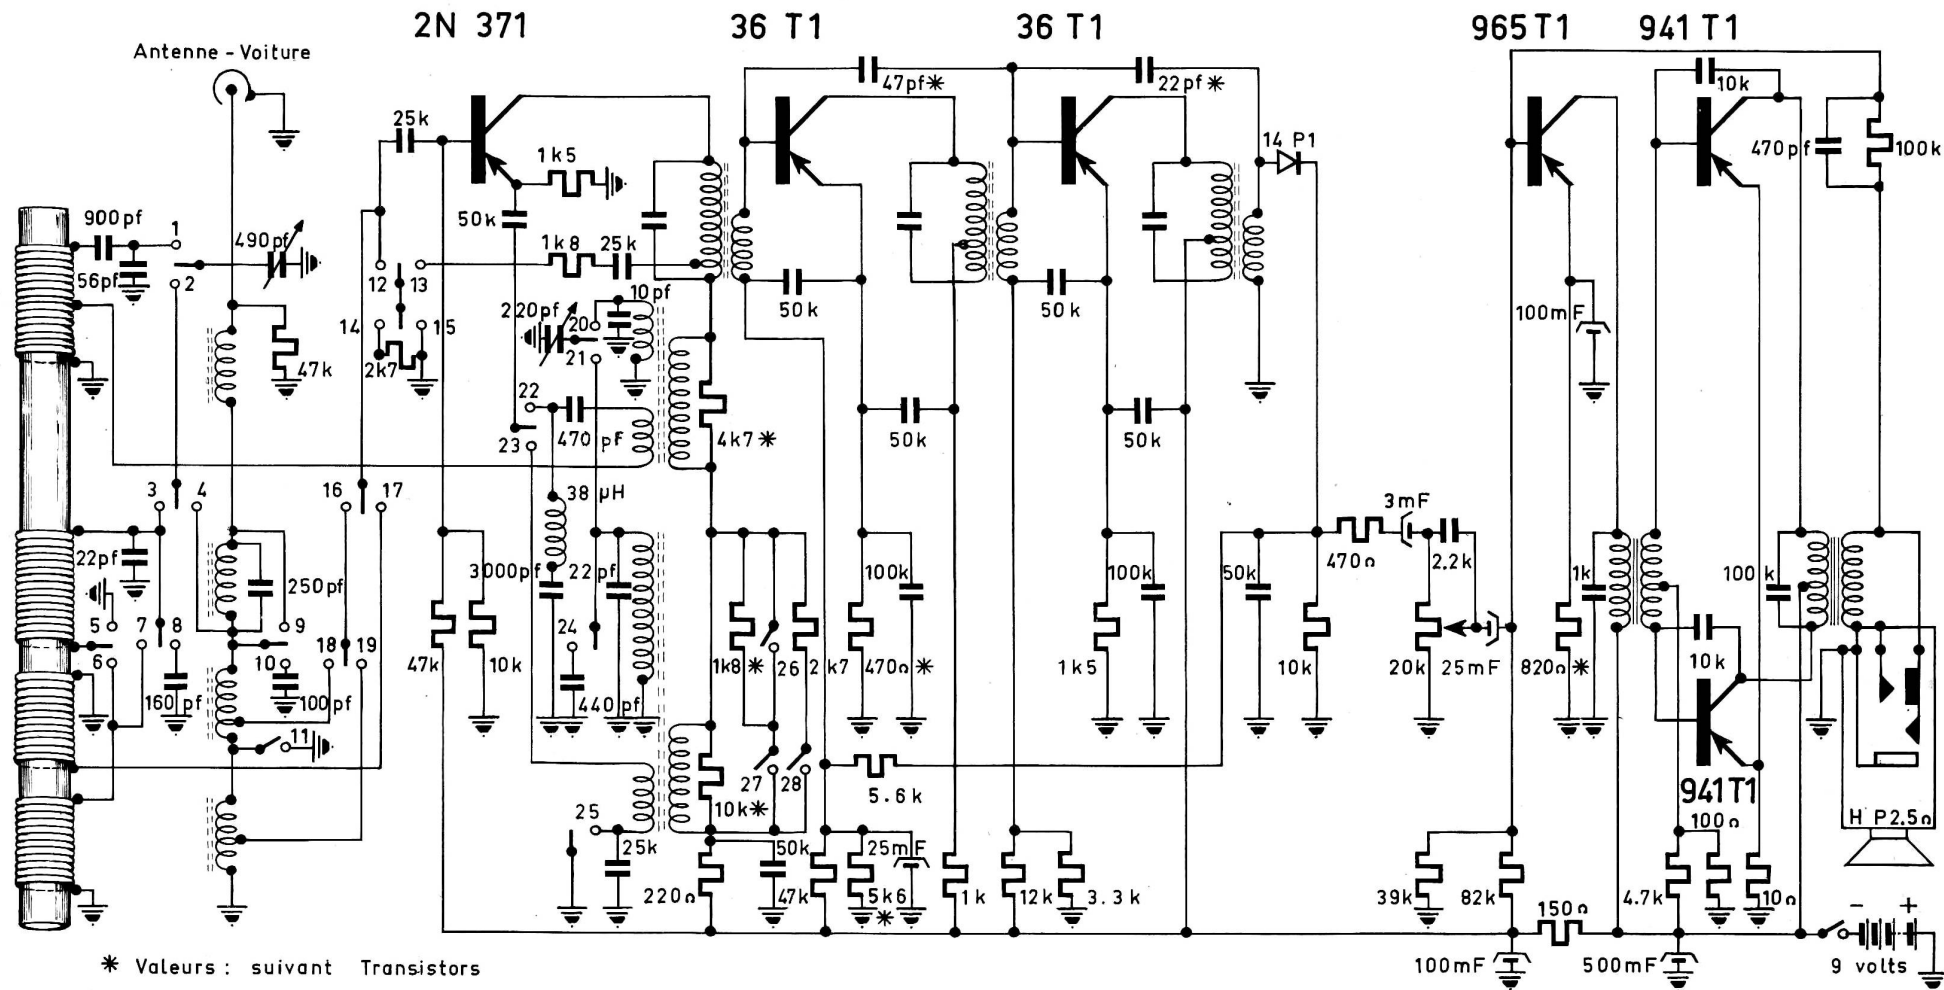 2N 371
36 T1
36 T1
965 T1
941 T1
Antenne - Voiture
47pf*
22pf*
10k
25k
14 P1
470pf
100k
1k5
50k
900pf
1
490pf
1k8
25k
56pf
2
12
13
10pf
50k
50k
100mF
220pf
20
14
15
47k
2k7
21
22
470 pF
4k7*
50k
50k
23
3
4
16
17
38 µH
3mF
22pf
250pf
3000pf
22pf
100k
100k
50k
470Ω
2.2k
1k
100k
5
7
8
9
6
10
18
19
47k
10k
24
1k8*
26
2k7
470Ω*
1k5
10k
20k
25mF
820Ω*
10k
160pf
100pf
440pf
11
27
28
5.6k
941T1
10k*
25
100Ω
H P 2.5Ω
25k
50k
25mF
220Ω
47k
5k6
*
1k
12k
3.3k
39k
82k
150Ω
4.7k
10Ω
- +
100mF
500mF
9 volts
* Valeurs : suivant Transistors